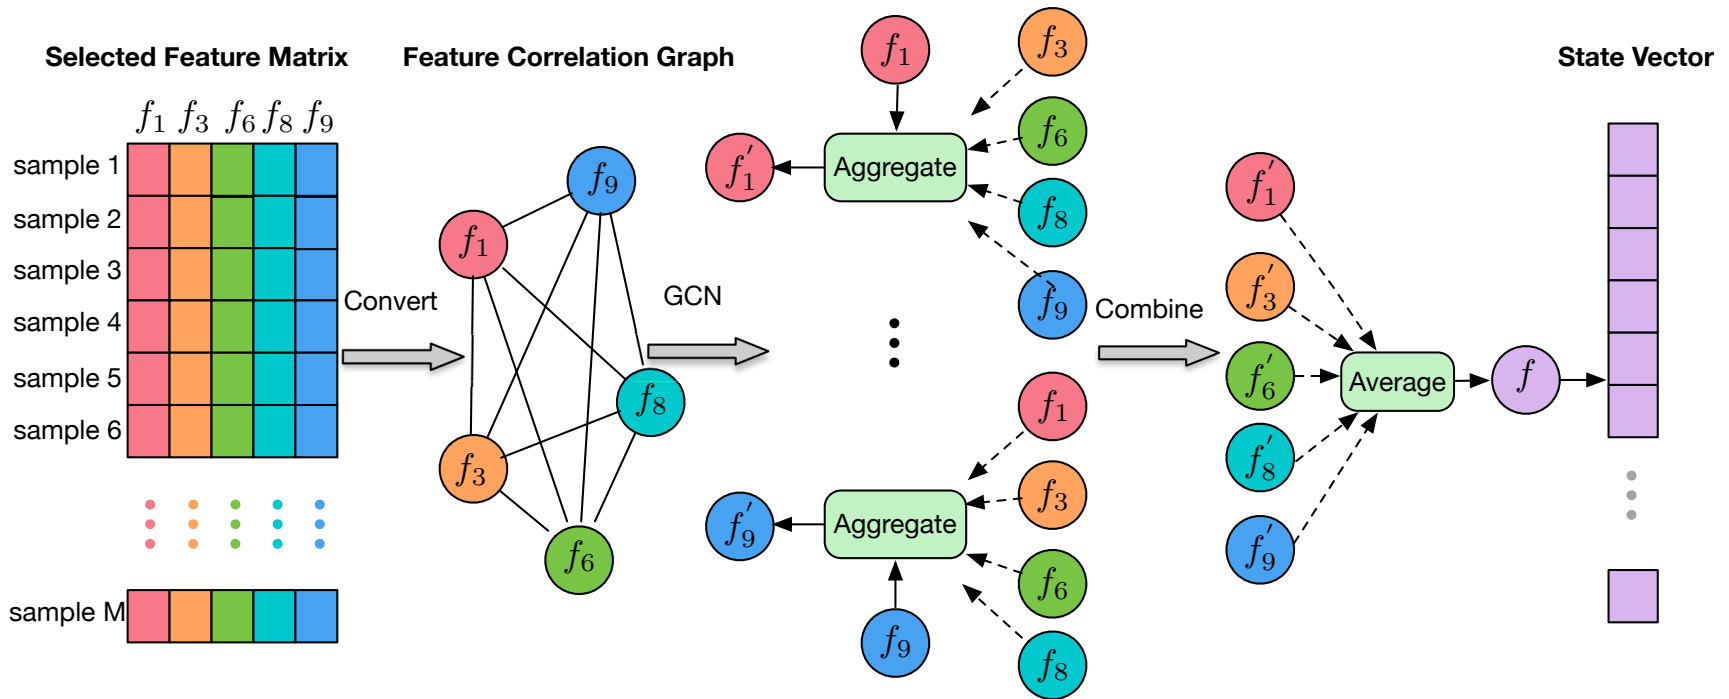 Selected Feature Matrix
f1 f3 f6 f8 f9
sample 1
sample 2
sample 3
sample 4
sample 5
sample 6
sample M
Convert
Feature Correlation Graph
f9
f1
f8
f3
f6
GCN
f1
f3
f6
f8
f9
Aggregate
f1'
f1
f3
f6
f8
f9
Aggregate
f9'
Combine
f1'
f3'
f6'
f8'
f9'
Average
f
State Vector